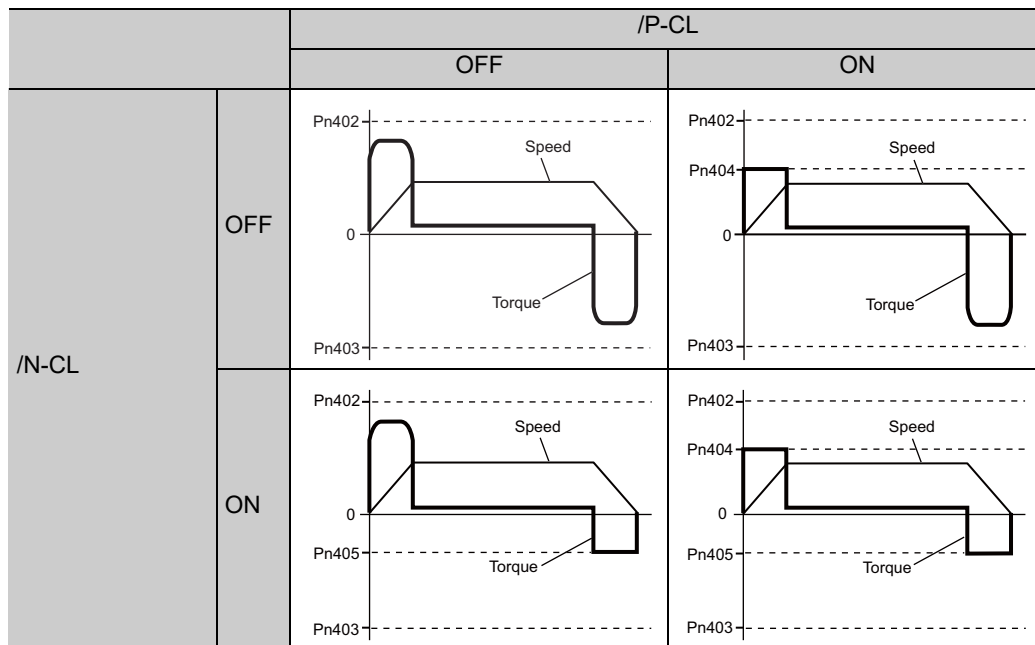 /P-CL
OFF
ON
/N-CL
OFF
Pn402
Speed
0
Torque
Pn403
Pn402
Speed
Pn404
0
Torque
Pn403
ON
Pn402
Speed
0
Pn405
Torque
Pn403
Pn402
Speed
Pn404
0
Pn405
Torque
Pn403